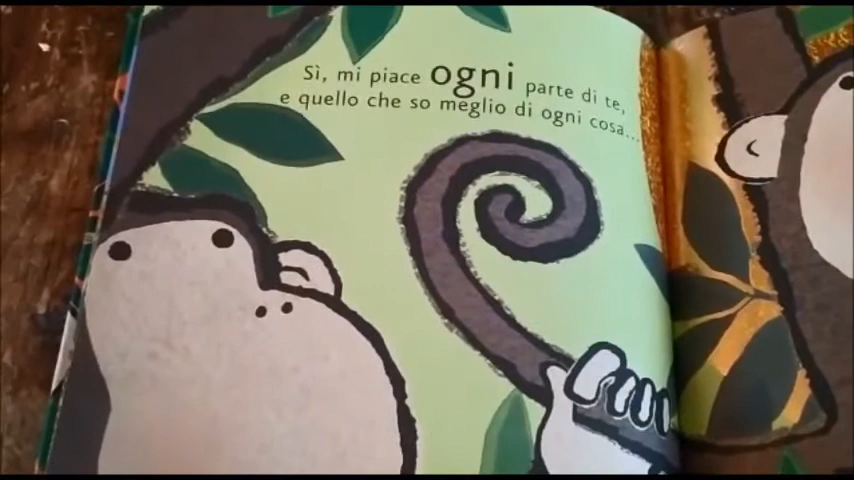 Sì, mi piace ogni parte di te,
e quello che so meglio di ogni cosa...